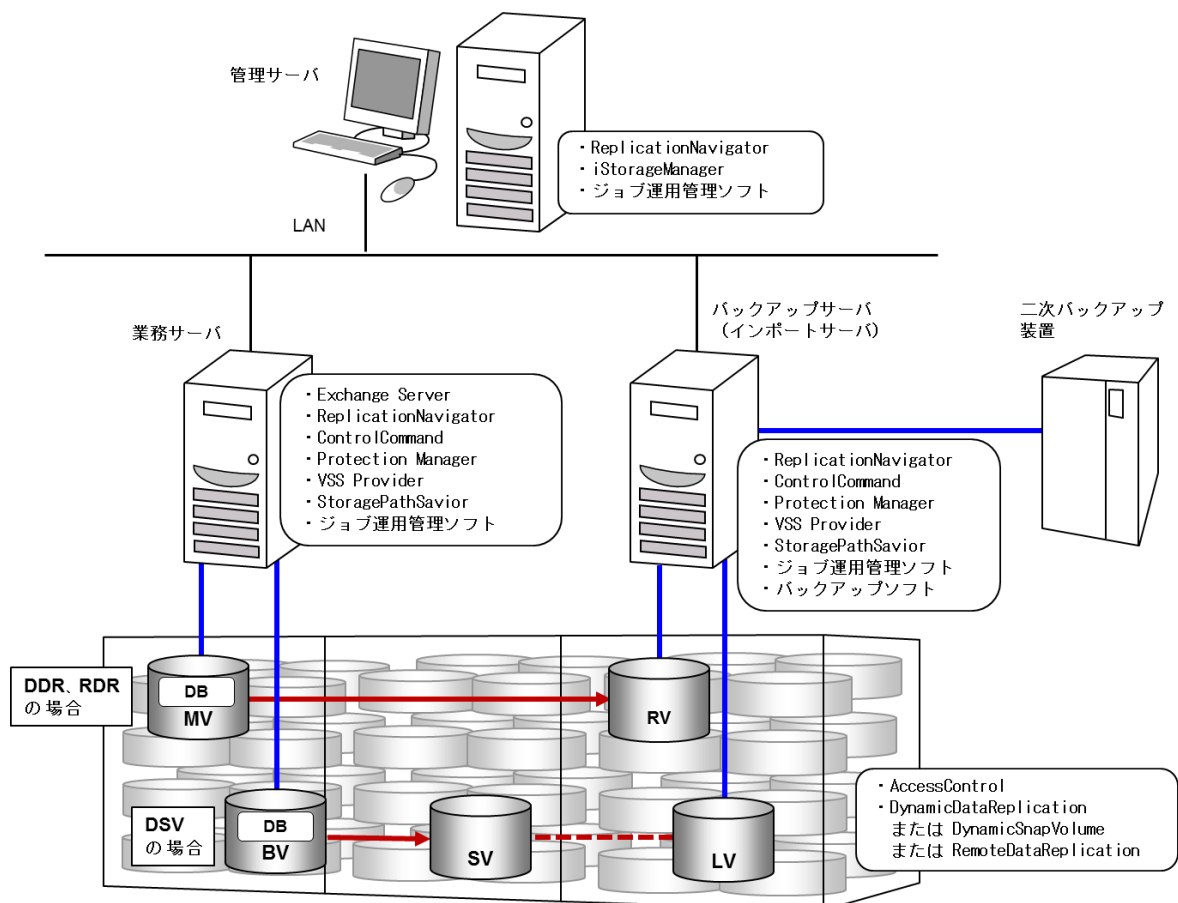 管理サーバ
・ReplicationNavigator
・iStorageManager
・ジョブ運用管理ソフト
LAN
業務サーバ
・Exchange Server
・ReplicationNavigator
・ControlCommand
・Protection Manager
・VSS Provider
・StoragePathSavior
・ジョブ運用管理ソフト
バックアップサーバ
（インポートサーバ）
・ReplicationNavigator
・ControlCommand
・Protection Manager
・VSS Provider
・StoragePathSavior
・ジョブ運用管理ソフト
・バックアップソフト
二次バックアップ
装置
DDR、RDR
の場合
DB
MV
RV
DSV
の場合
DB
BV
SV
LV
・AccessControl
・DynamicDataReplication
または DynamicSnapVolume
または RemoteDataReplication